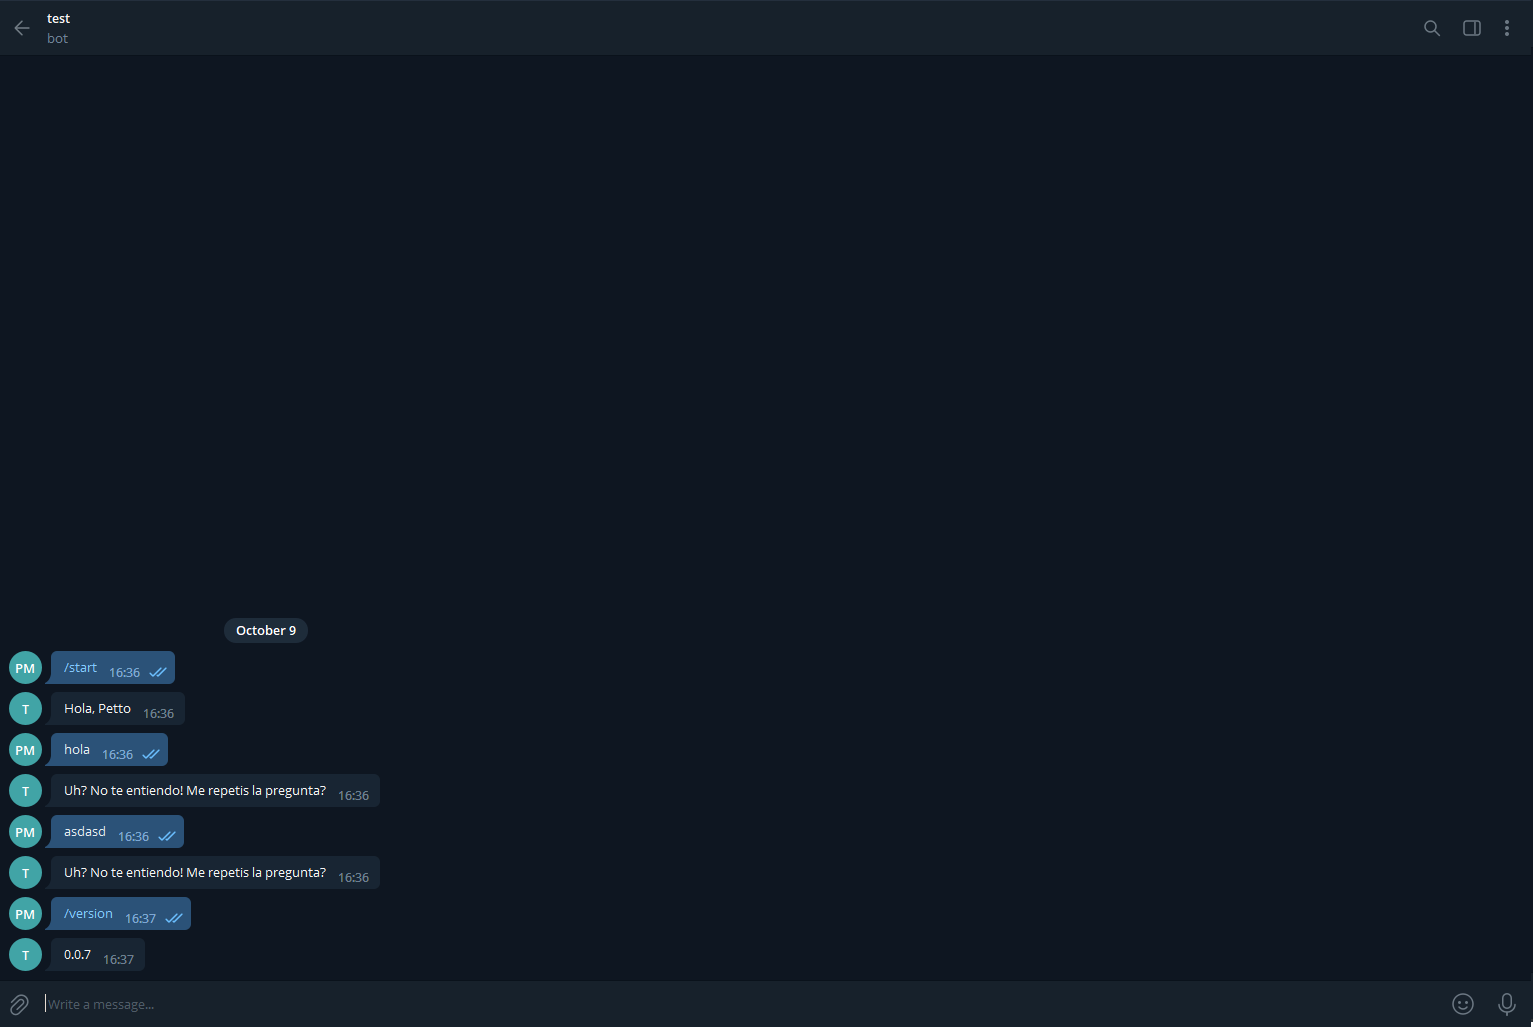 test
bot
October 9
PM /start 16:36
T Hola, Petto 16:36
PM hola 16:36
T Uh? No te entiendo! Me repetis la pregunta? 16:36
PM asdasd 16:36
T Uh? No te entiendo! Me repetis la pregunta? 16:36
PM /version 16:37
T 0.0.7 16:37
Write a message...